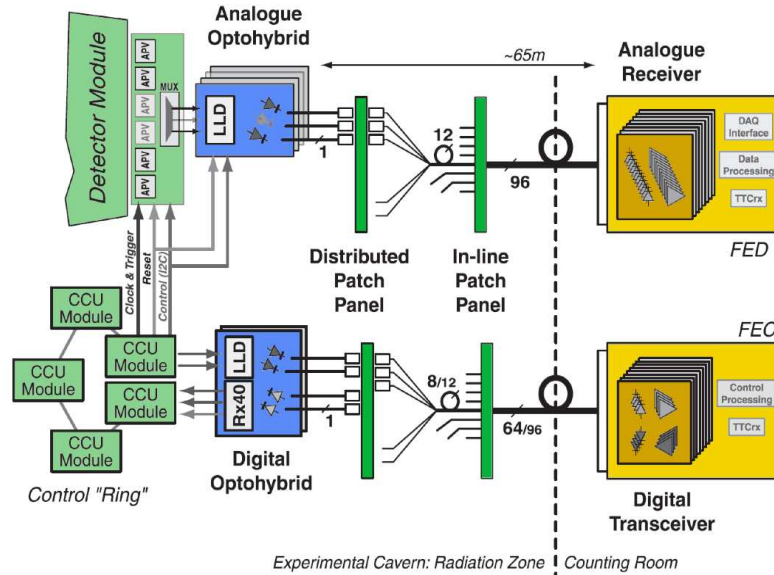 Analogue
Optohybrid
~65m
Analogue
Receiver
Detector Module
APV
APV
APV
APV
APV
APV
MUX
LLD
1
12
96
DAQ
Interface
Data
Processing
TTCrx
FED
Clock & Trigger
Reset
Control (I2C)
Distributed
Patch
Panel
In-line
Patch
Panel
CCU
Module
CCU
Module
CCU
Module
CCU
Module
CCU
Module
Control "Ring"
LLD
Rx40
1
Digital
Optohybrid
8/12
64/96
FEC
Control
Processing
TTCrx
Digital
Transceiver
Experimental Cavern: Radiation Zone
Counting Room